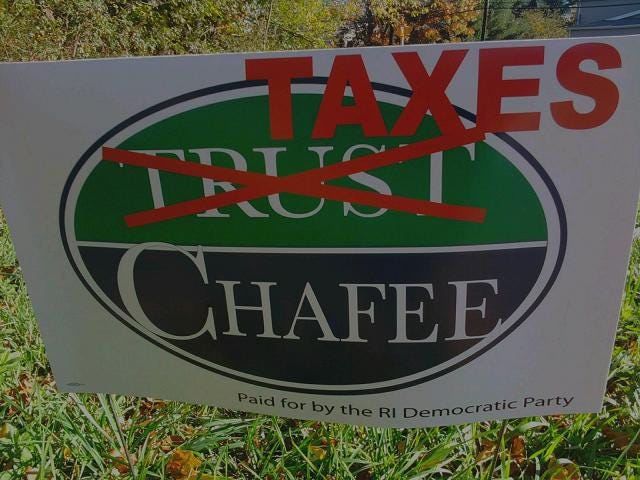 TAXES
TRUST
CHAFEE
Paid for by the RI Democratic Party